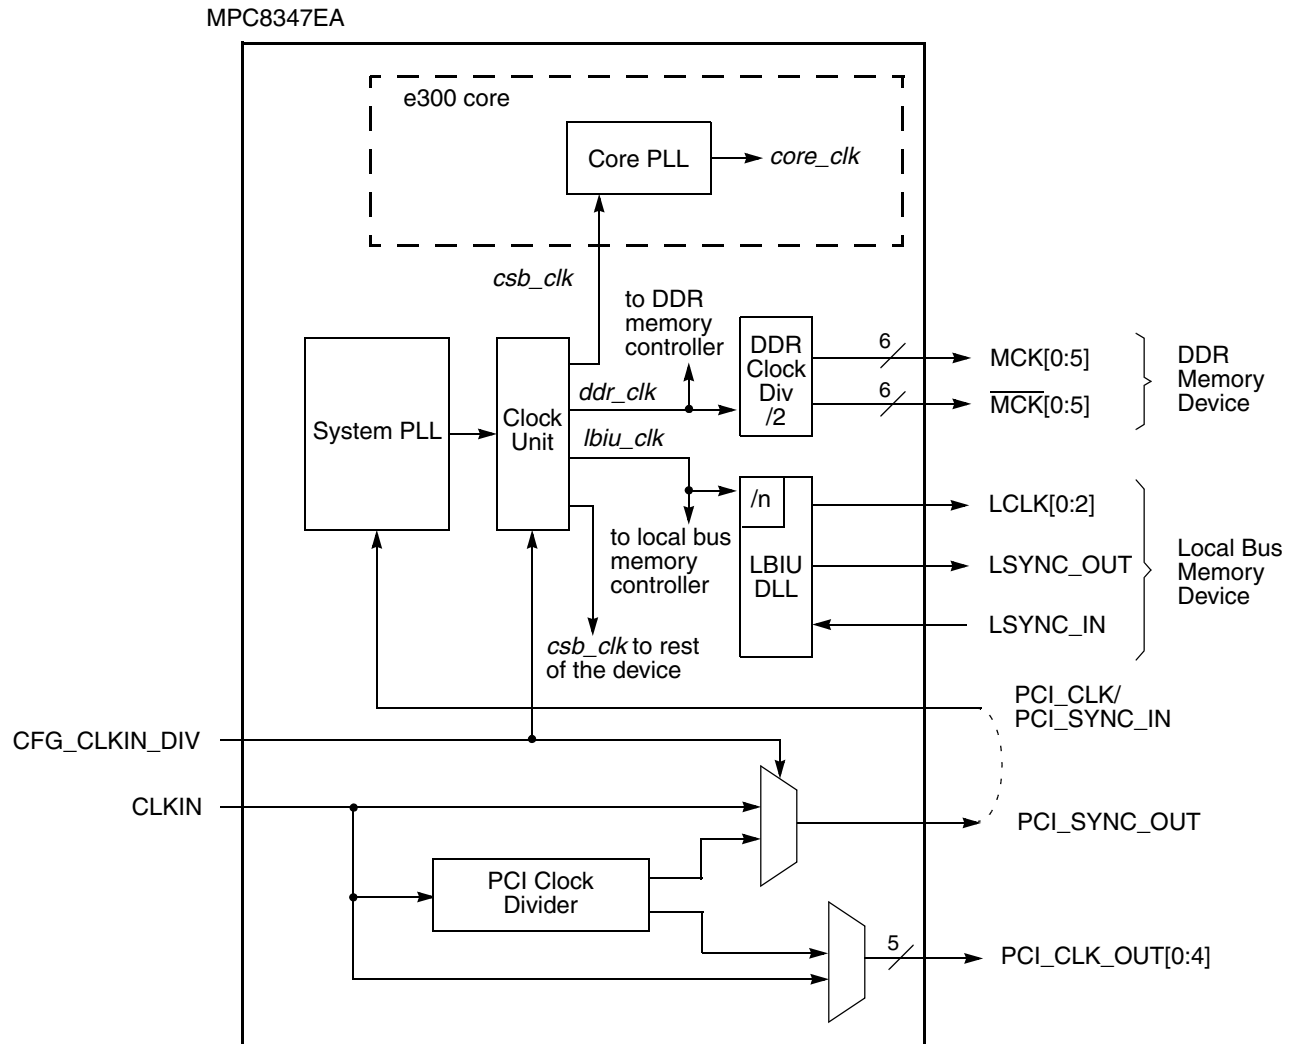 MPC8347EA
e300 core
Core PLL
core_clk
csb_clk
to DDR
memory
controller
DDR
Clock
Div
/2
6
6
MCK[0:5]
M̅C̅K̅[0:5]
DDR
Memory
Device
System PLL
Clock
Unit
ddr_clk
lbiu_clk
/n
LBIU
DLL
to local bus
memory
controller
LCLK[0:2]
LSYNC_OUT
LSYNC_IN
Local Bus
Memory
Device
csb_clk to rest
of the device
PCI_CLK/
PCI_SYNC_IN
CFG_CLKIN_DIV
CLKIN
PCI_SYNC_OUT
PCI Clock
Divider
5
PCI_CLK_OUT[0:4]